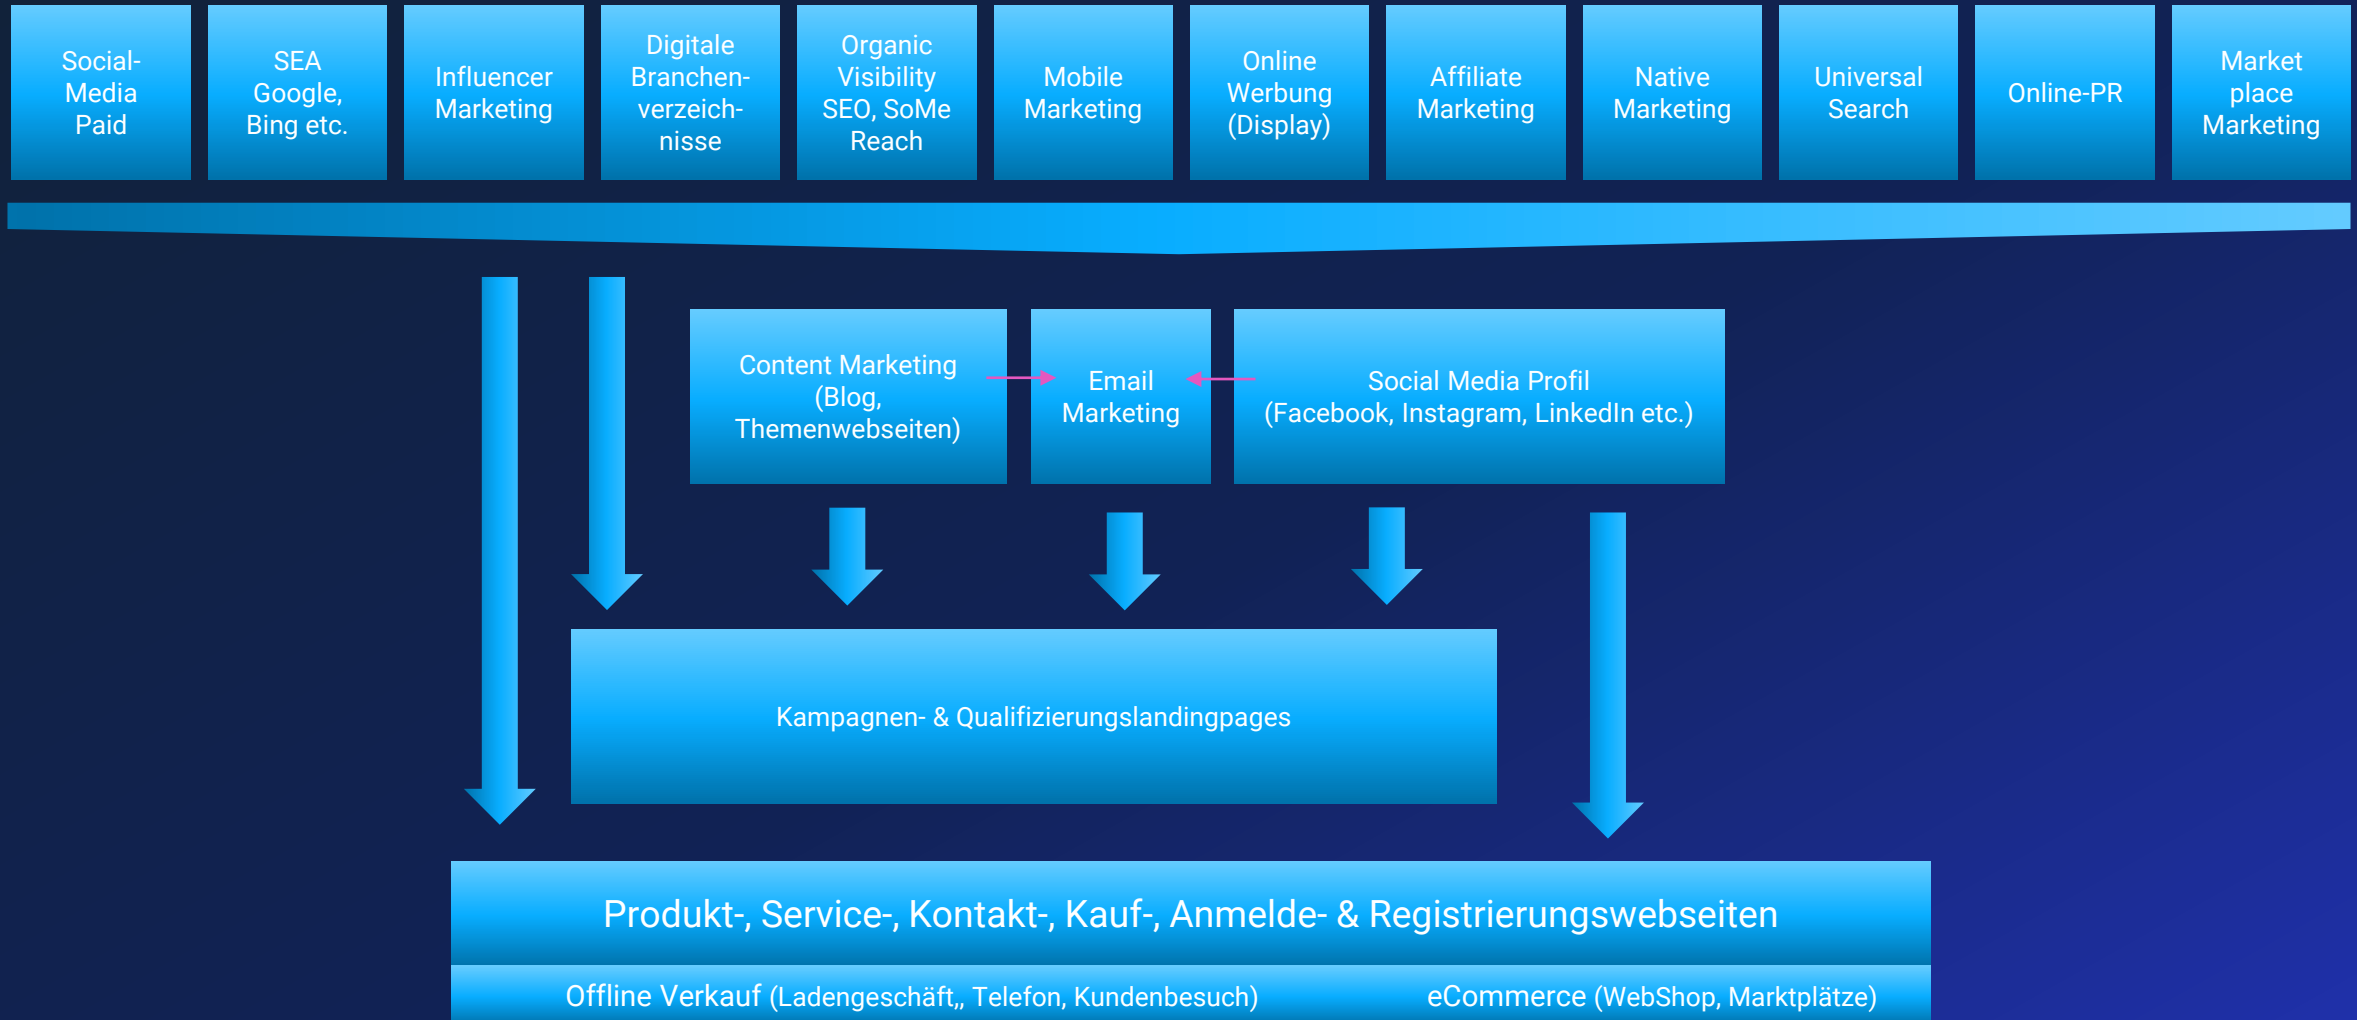 Social-
Media
Paid
SEA
Google,
Bing etc.
Influencer
Marketing
Digitale
Branchen-
verzeich-
nisse
Organic
Visibility
SEO, SoMe
Reach
Mobile
Marketing
Online
Werbung
(Display)
Affiliate
Marketing
Native
Marketing
Universal
Search
Online-PR
Market
place
Marketing
Content Marketing
(Blog,
Themenwebseiten)
Email
Marketing
Social Media Profil
(Facebook, Instagram, LinkedIn etc.)
Kampagnen- & Qualifizierungslandingpages
Produkt-, Service-, Kontakt-, Kauf-, Anmelde- & Registrierungswebseiten
Offline Verkauf (Ladengeschäft,, Telefon, Kundenbesuch)
eCommerce (WebShop, Marktplätze)